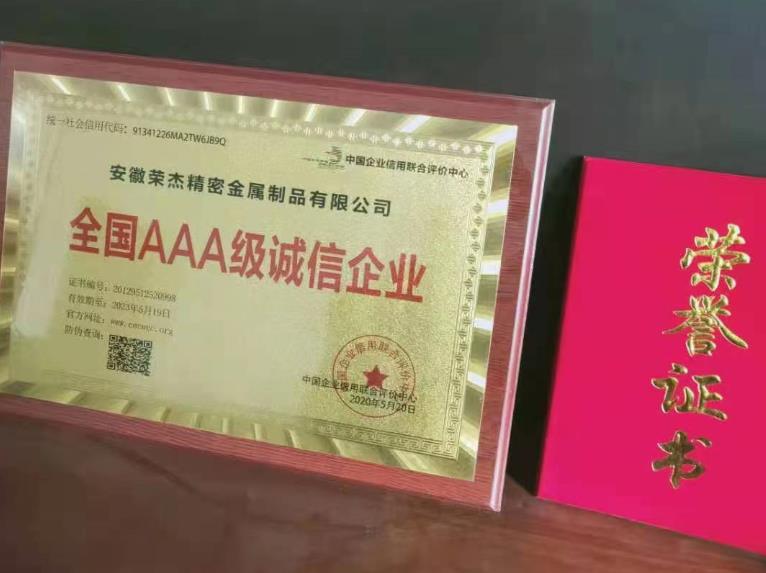 统一社会信用代码：91341226MA2TW6JB9Q
中国企业信用联合评价中心
安徽荣杰精密金属制品有限公司
全国AAA级诚信企业
证书编号：20129512520998
有效期至：2023年5月19日
官方网址：
防伪查询：
中国企业信用联合评价中心
2020年5月20日
荣誉证书